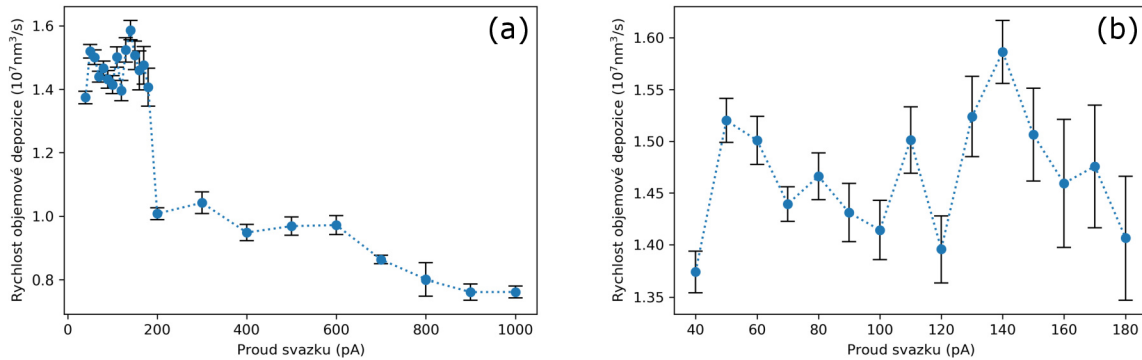 (a)
Rychlost objemové depozice (10⁷nm³/s)
1.6
1.4
1.2
1.0
0.8
0 200 400 600 800 1000
Proud svazku (pA)
(b)
Rychlost objemové depozice (10⁷nm³/s)
1.60
1.55
1.50
1.45
1.40
1.35
40 60 80 100 120 140 160 180
Proud svazku (pA)